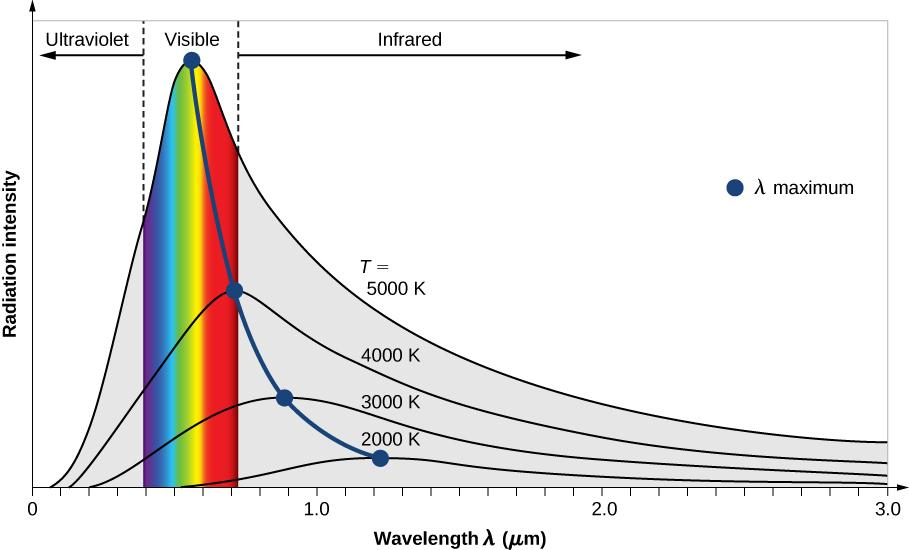 Ultraviolet
Visible
Infrared
λ maximum
T =
5000 K
4000 K
3000 K
2000 K
Radiation intensity
0
1.0
2.0
3.0
Wavelength λ (μm)